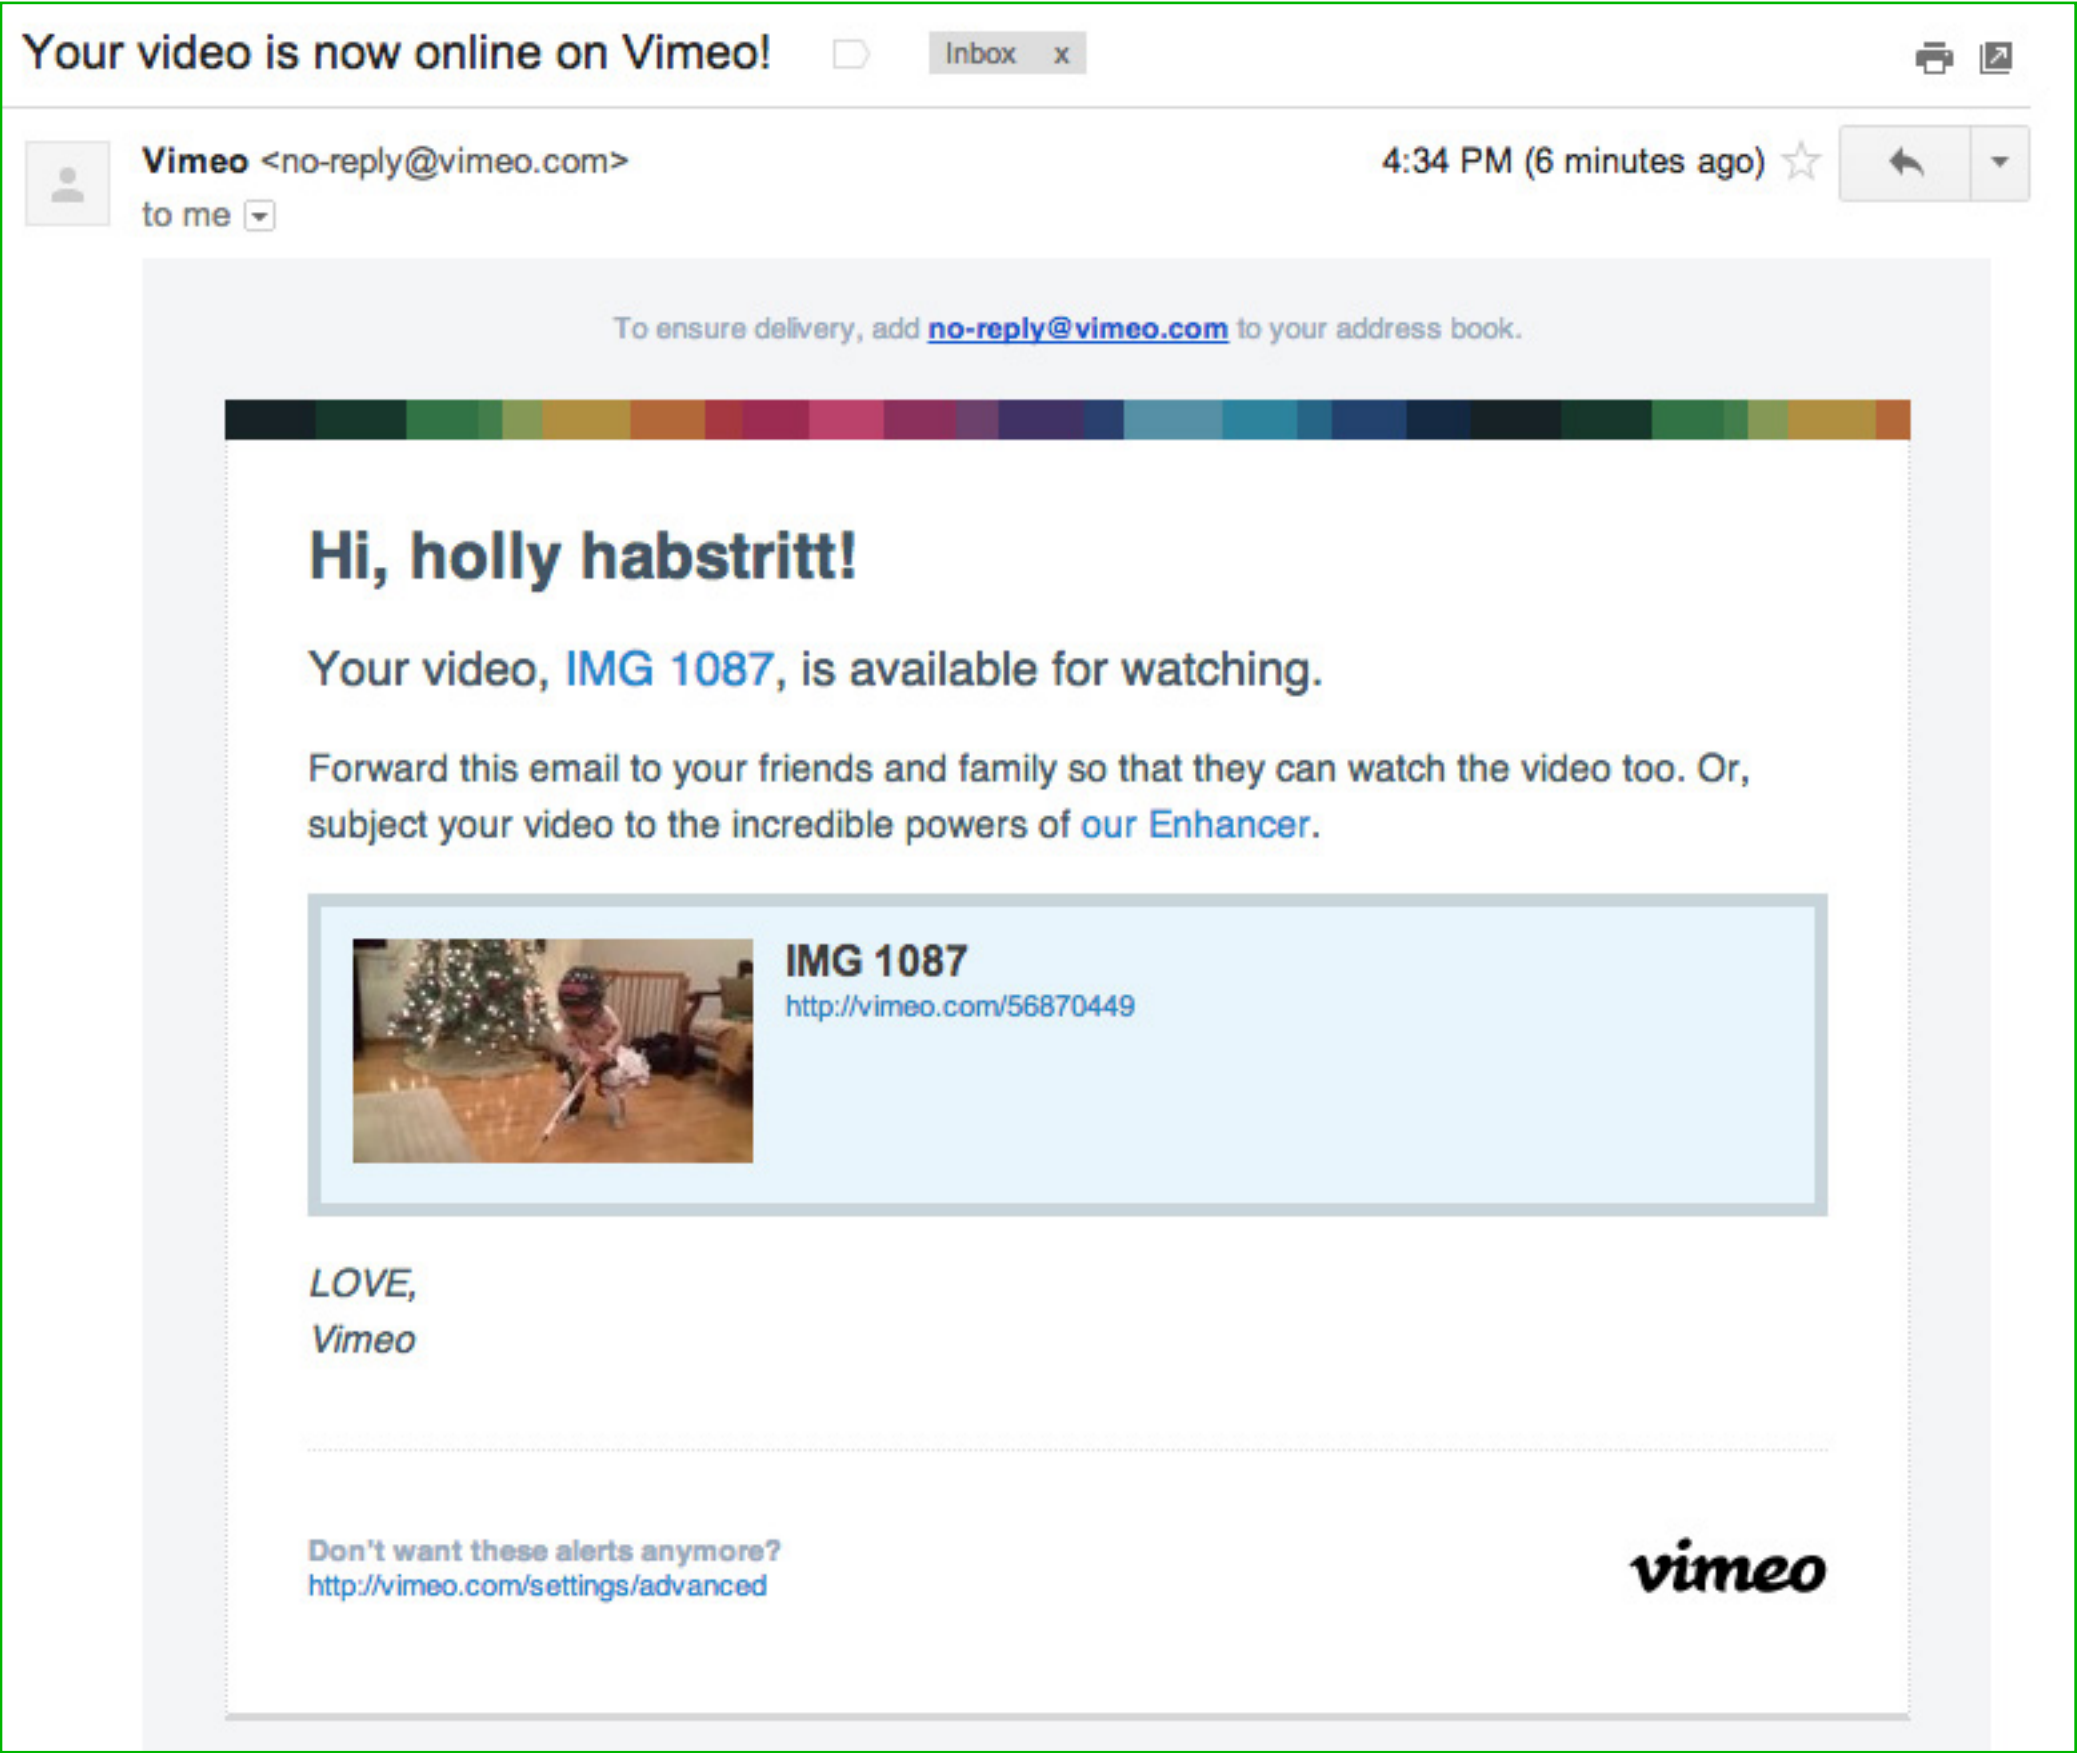 Your video is now online on Vimeo!
Inbox x
Vimeo <no-reply@vimeo.com>
4:34 PM (6 minutes ago)
to me
To ensure delivery, add no-reply@vimeo.com to your address book.
Hi, holly habstritt!
Your video, IMG 1087, is available for watching.
Forward this email to your friends and family so that they can watch the video too. Or,
subject your video to the incredible powers of our Enhancer.
IMG 1087
http://vimeo.com/56870449
LOVE,
Vimeo
Don't want these alerts anymore?
http://vimeo.com/settings/advanced
vimeo